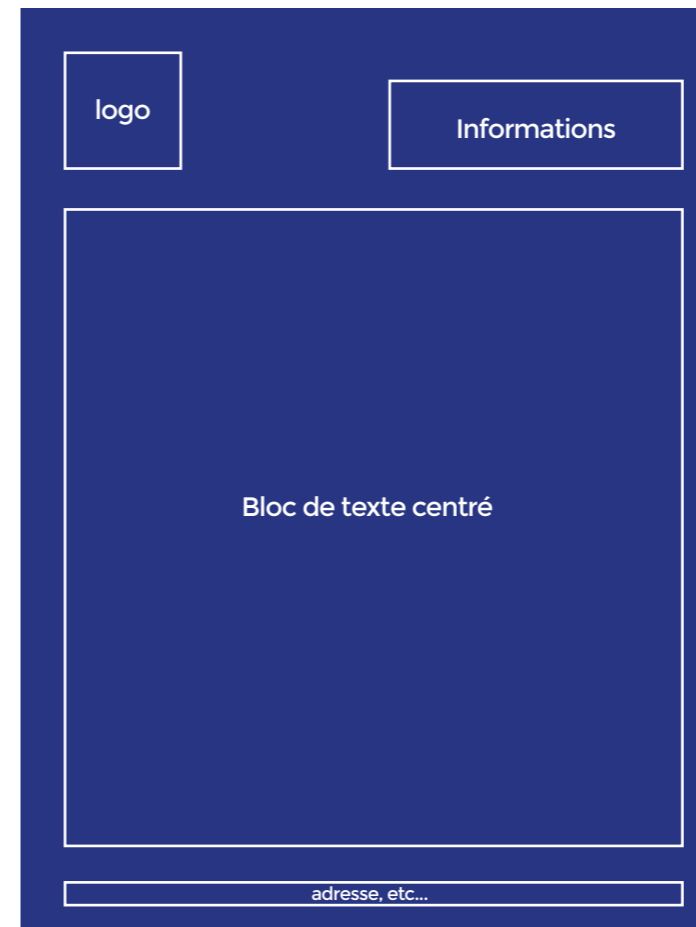 logo
Informations
Bloc de texte centré
adresse, etc...